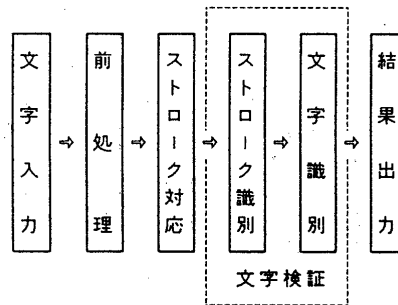 文字入力
前処理
ストローク対応
ストローク識別
文字識別
結果出力
文字検証